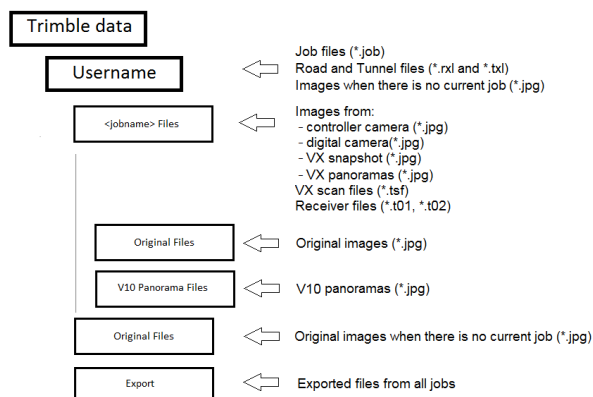 Trimble data
Username
Job files (*.job)
Road and Tunnel files (*.rxl and *.txl)
Images when there is no current job (*.jpg)
<jobname> Files
Images from:
- controller camera (*.jpg)
- digital camera(*.jpg)
- VX snapshot (*.jpg)
- VX panoramas (*.jpg)
VX scan files (*.tsf)
Receiver files (*.t01, *.t02)
Original Files
Original images (*.jpg)
V10 Panorama Files
V10 panoramas (*.jpg)
Original Files
Original images when there is no current job (*.jpg)
Export
Exported files from all jobs